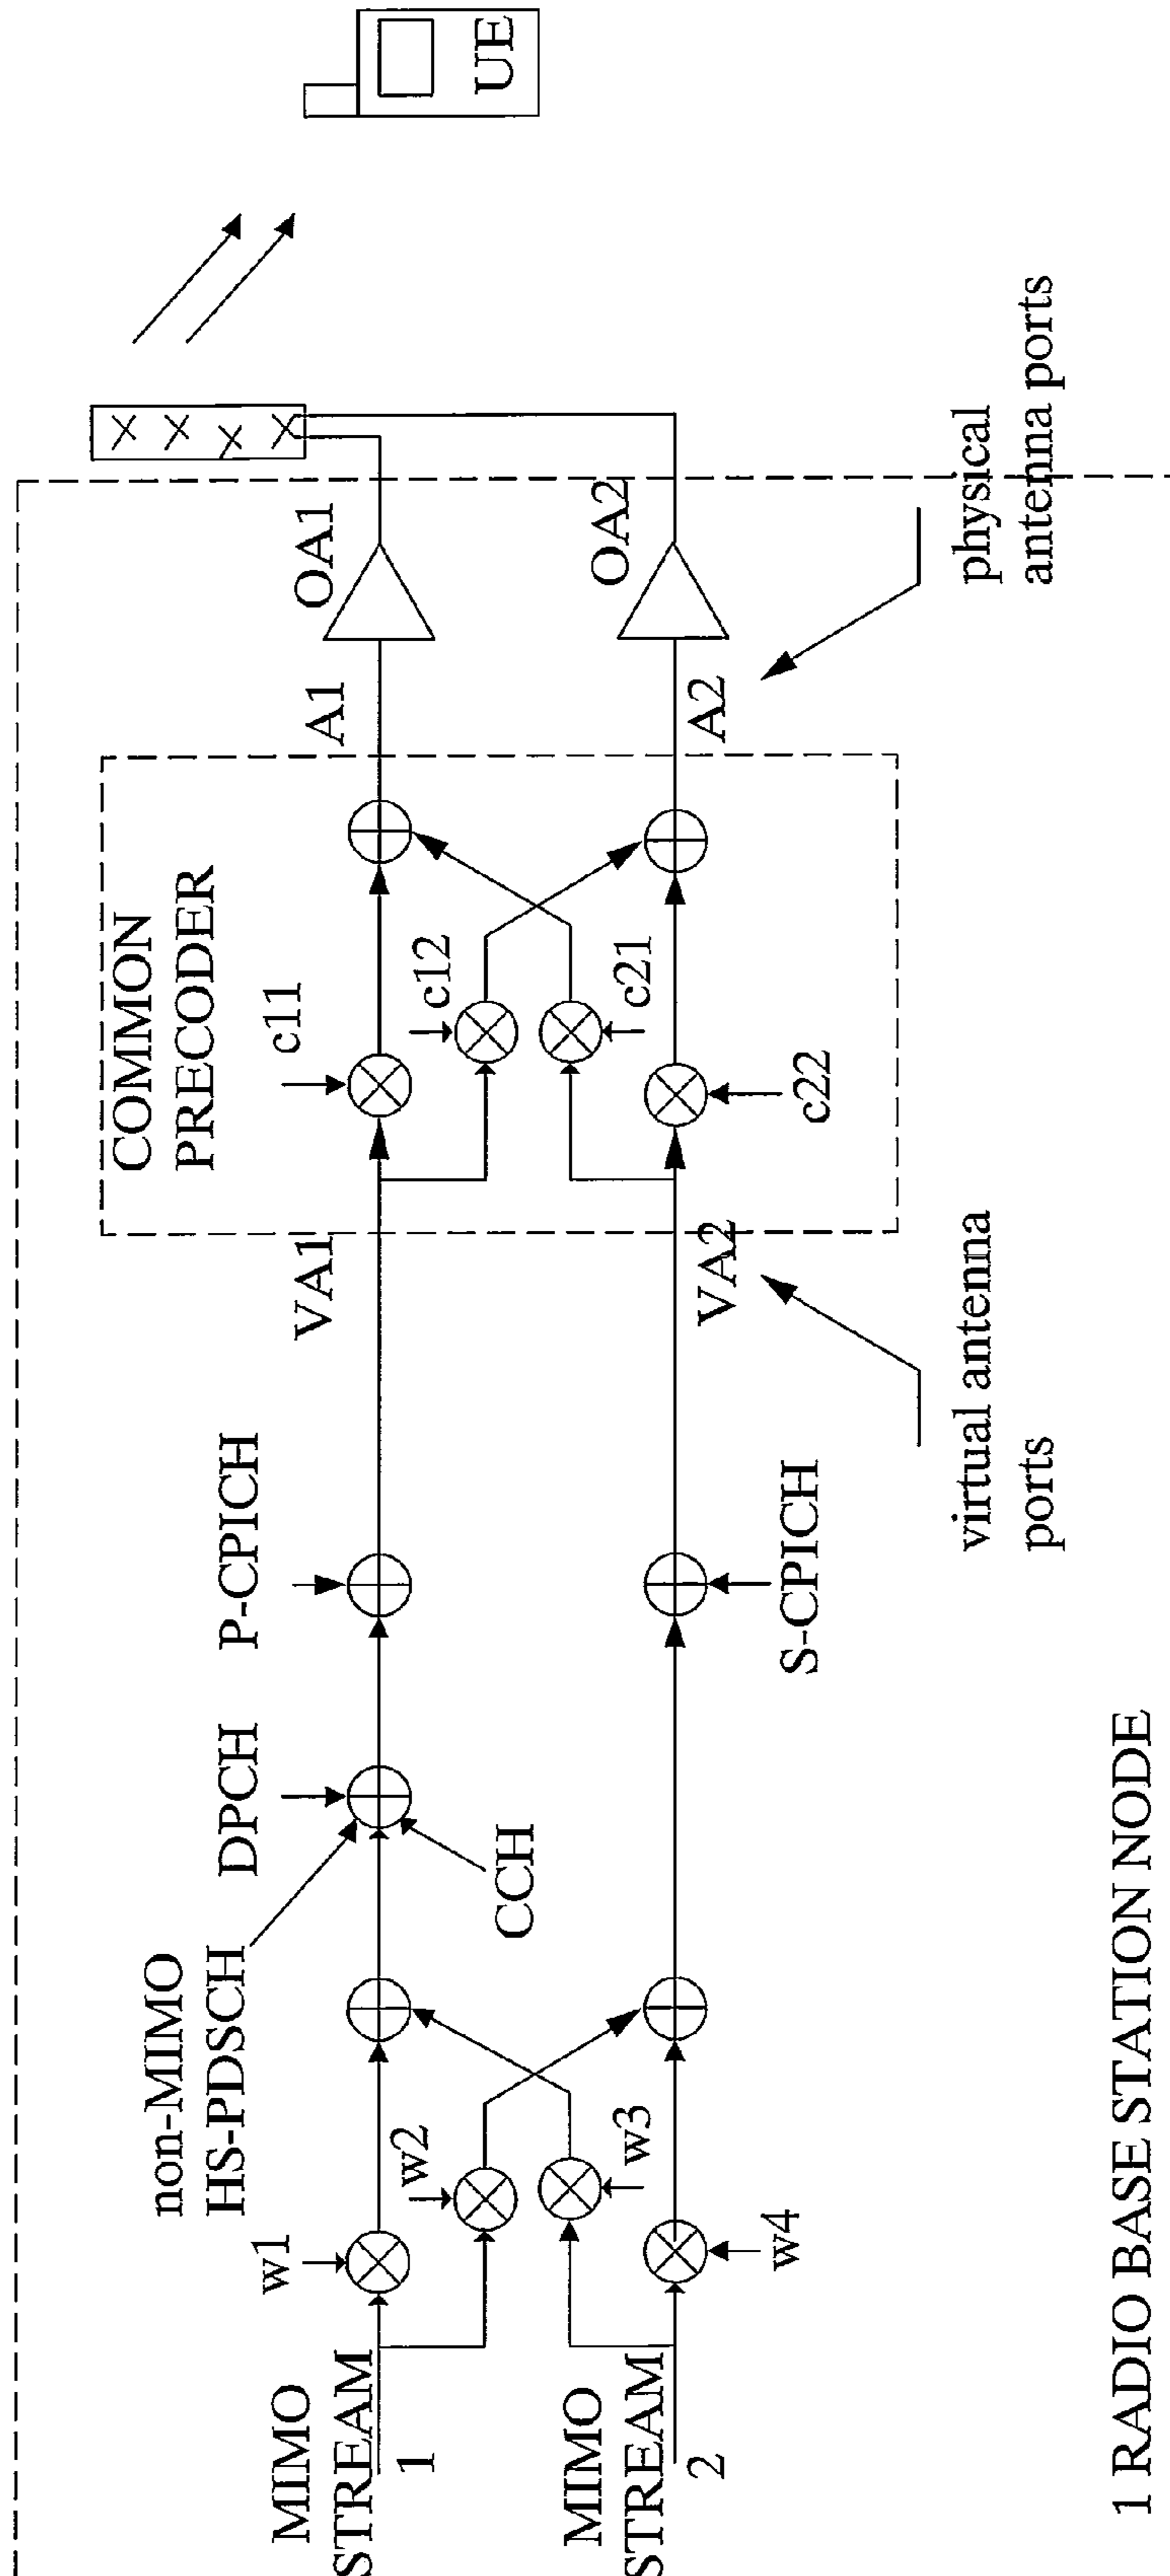 MIMO
STREAM
1
MIMO
STREAM
2
w1
w2
w3
w4
non-MIMO
HS-PDSCH
DPCH
CCH
P-CPICH
S-CPICH
VA1
VA2
virtual antenna
ports
COMMON
PRECODER
c11
c12
c21
c22
A1
A2
OA1
OA2
physical
antenna ports
UE
1 RADIO BASE STATION NODE